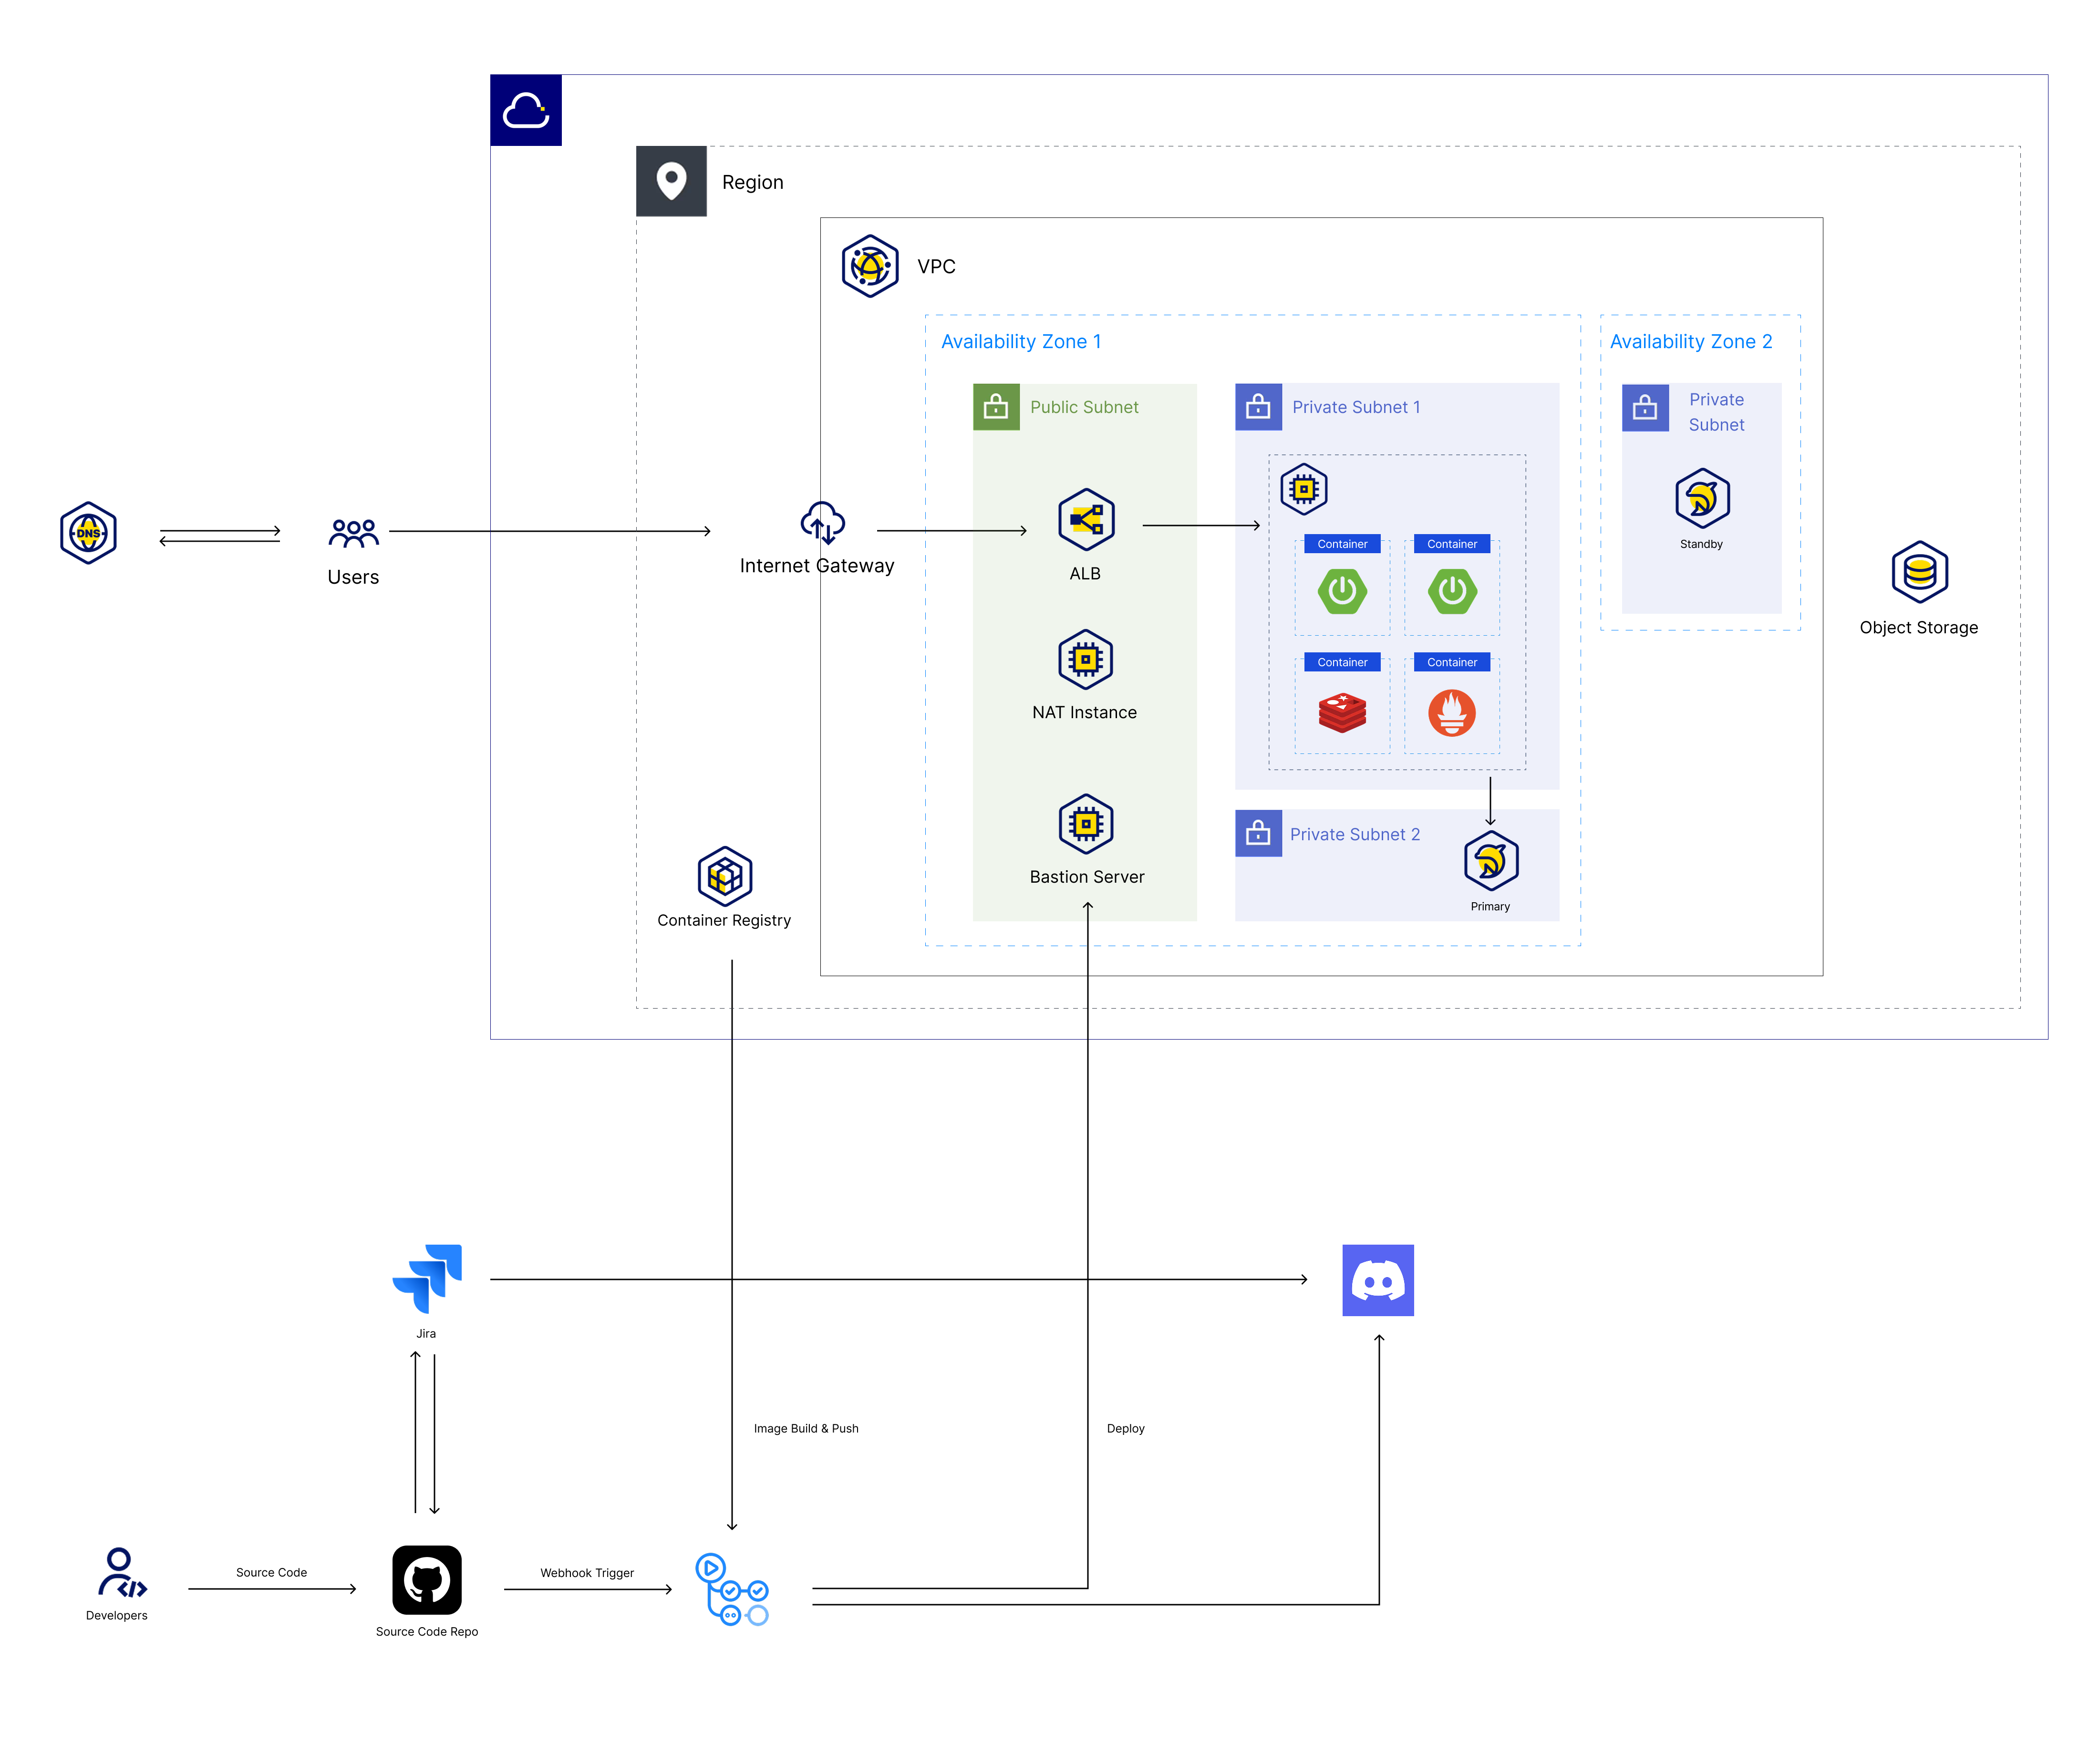 Region
VPC
Availability Zone 1
Availability Zone 2
Public Subnet
Private Subnet 1
Private
Subnet
DNS
Users
Internet Gateway
ALB
Container
Container
Standby
Object Storage
NAT Instance
Container
Container
Private Subnet 2
Bastion Server
Primary
Container Registry
Jira
Image Build & Push
Deploy
Developers
Source Code
Source Code Repo
Webhook Trigger